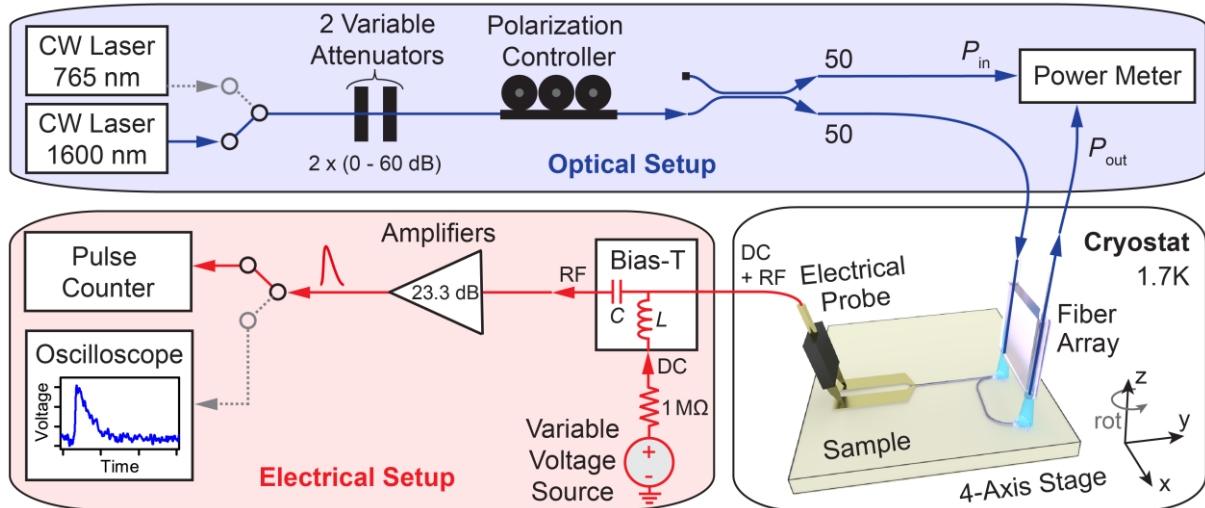 CW Laser
765 nm
CW Laser
1600 nm
2 Variable
Attenuators
2 x (0 - 60 dB)
Polarization
Controller
50
50
P_in
Power Meter
P_out
Optical Setup
Pulse
Counter
Oscilloscope
Voltage
Time
Amplifiers
23.3 dB
RF
Bias-T
C
L
DC
1 MΩ
Variable
Voltage
Source
+
-
Electrical Setup
DC
+ RF
Electrical
Probe
Cryostat
1.7K
Fiber
Array
Sample
4-Axis Stage
z
rot
y
x